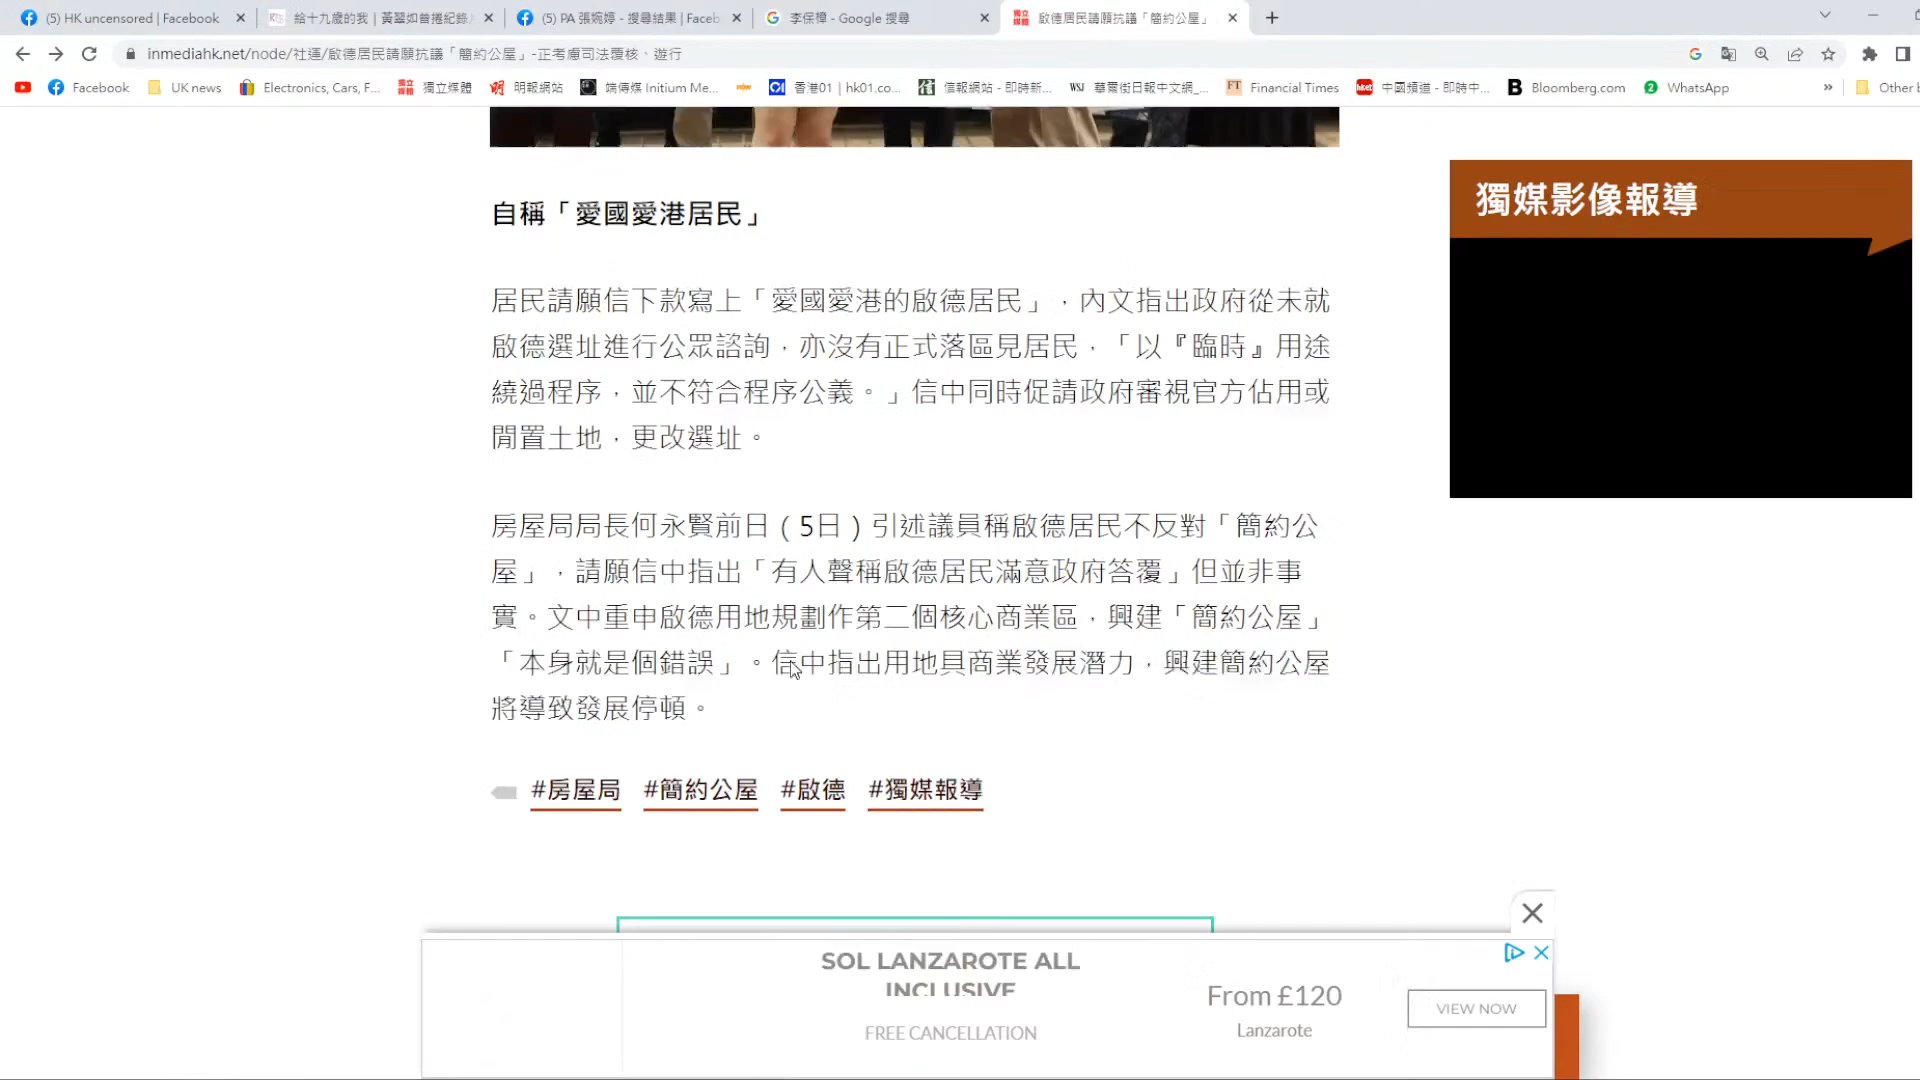 (5) HK uncensored | Facebook
給十九歲的我 | 黃翠如首捲紀錄
(5) PA 張婉婷 - 搜尋結果 | Faceb
李保樟 - Google 搜尋
啟德居民請願抗議「簡約公屋」
inmediahk.net/node/社運/啟德居民請願抗議「簡約公屋」-正考慮司法覆核、遊行
Facebook
UK news
Electronics, Cars, F...
獨立媒體
明報網站
端傳媒 Initium Me...
香港01 | hk01.co...
信報網站 - 即時新...
華爾街日報中文網_...
Financial Times
中國頻道 - 即時中...
Bloomberg.com
WhatsApp
Other b
自稱「愛國愛港居民」
居民請願信下款寫上「愛國愛港的啟德居民」，內文指出政府從未就
啟德選址進行公眾諮詢，亦沒有正式落區見居民，「以『臨時』用途
繞過程序，並不符合程序公義。」信中同時促請政府審視官方佔用或
閒置土地，更改選址。
房屋局局長何永賢前日（5日）引述議員稱啟德居民不反對「簡約公
屋」，請願信中指出「有人聲稱啟德居民滿意政府答覆」但並非事
實。文中重申啟德用地規劃作第二個核心商業區，興建「簡約公屋」
「本身就是個錯誤」。信中指出用地具商業發展潛力，興建簡約公屋
將導致發展停頓。
#房屋局 #簡約公屋 #啟德 #獨媒報導
獨媒影像報導
SOL LANZAROTE ALL
INCLUSIVE
FREE CANCELLATION
From £120
Lanzarote
VIEW NOW